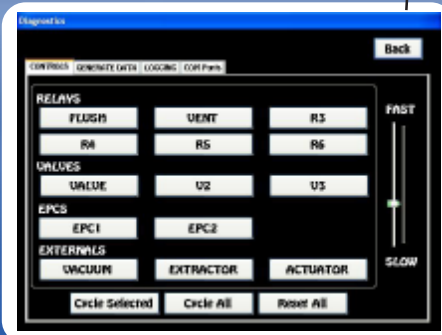 Diagnostics
Back
CONTROLS GENERATE DATA LOGGING COM Ports
RELAYS
FLUSH VENT R3
R4 R5 R6
VALVES
VALVE V2 V3
EPCS
EPC1 EPC2
EXTERNALS
VACUUM EXTRACTOR ACTUATOR
FAST
SLOW
Cycle Selected Cycle All Reset All